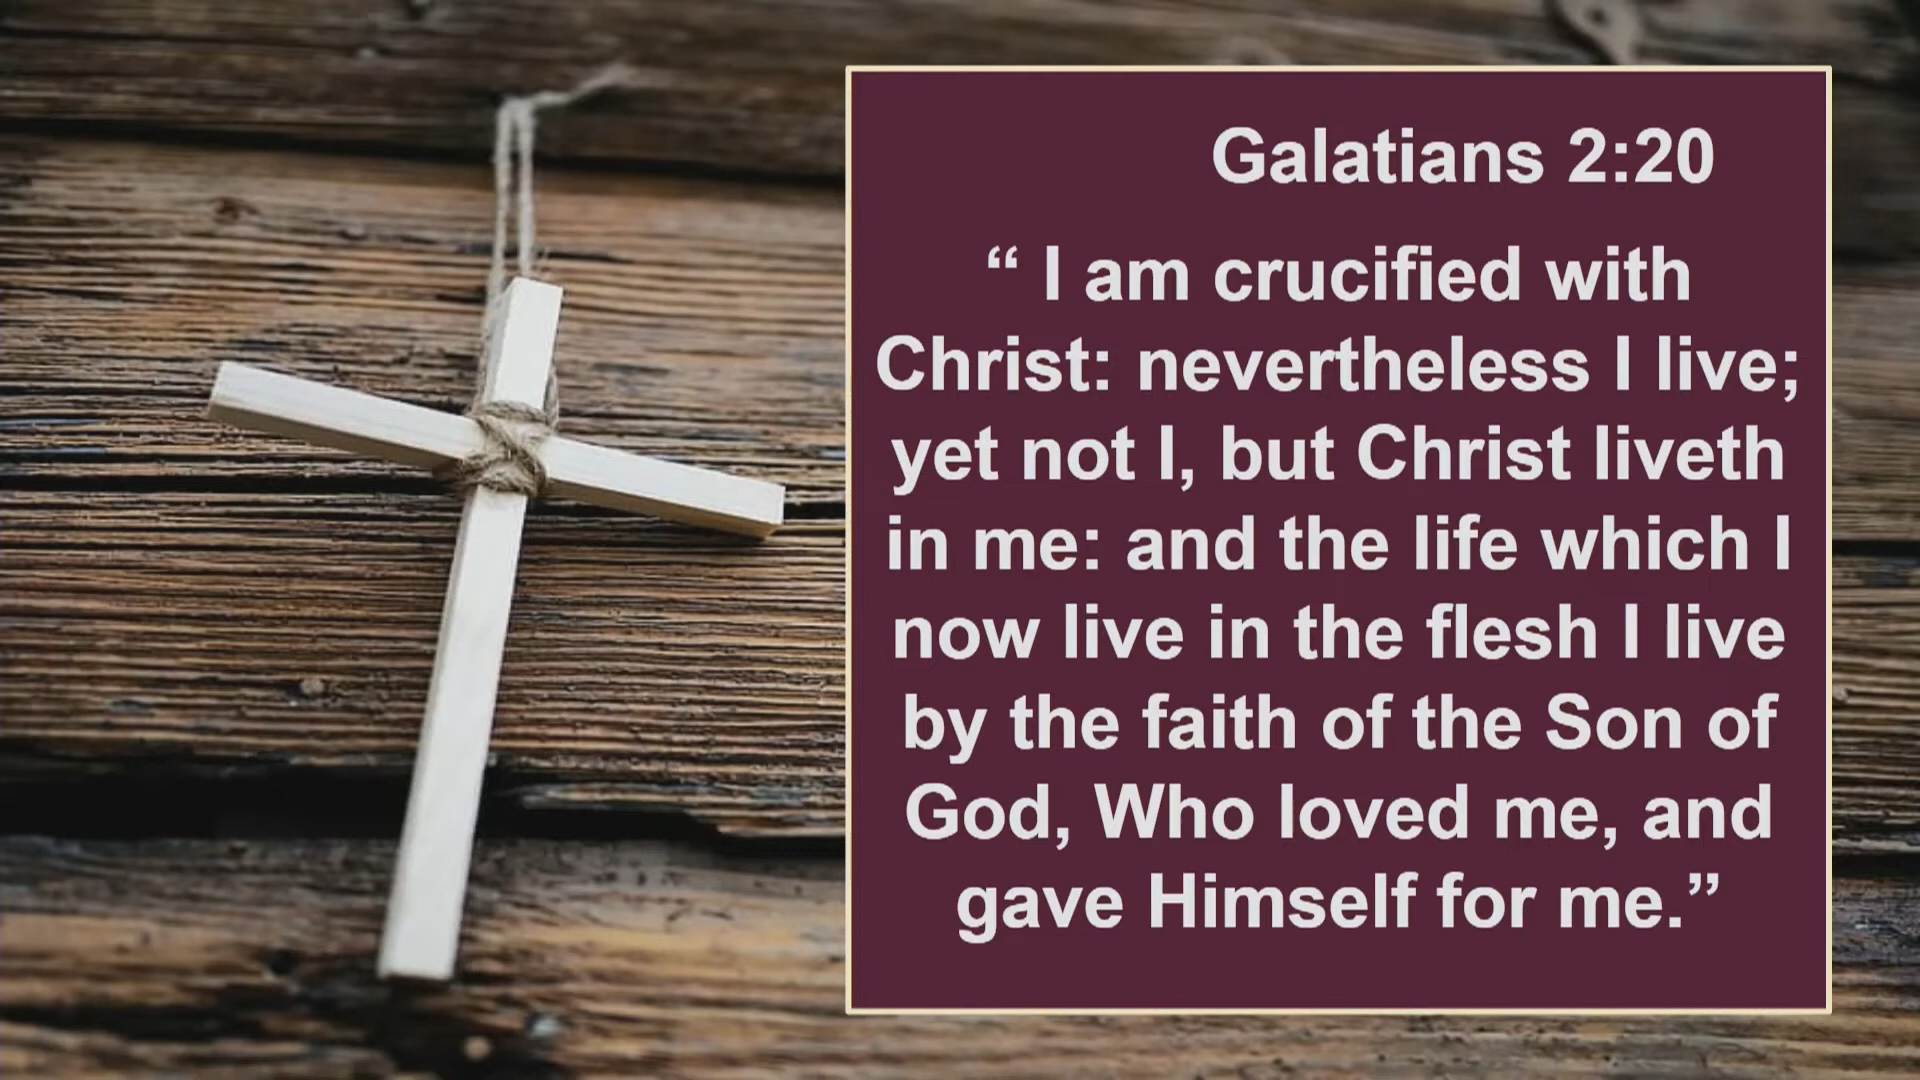 Galatians 2:20
“ I am crucified with
Christ: nevertheless I live;
yet not I, but Christ liveth
in me: and the life which I
now live in the flesh I live
by the faith of the Son of
God, Who loved me, and
gave Himself for me.”